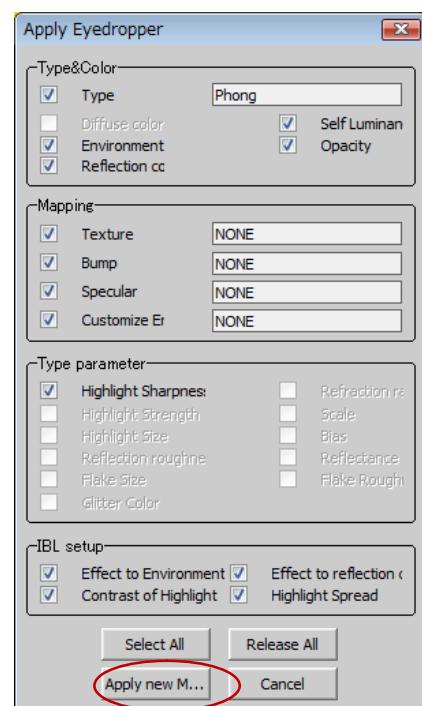 Apply Eyedropper
Type&Color
Type Phong
Diffuse color Self Luminan
Environment Opacity
Reflection cc
Mapping
Texture NONE
Bump NONE
Specular NONE
Customize Er NONE
Type parameter
Highlight Sharpness Refraction ra
Highlight Strength Scale
Highlight Size Bias
Reflection roughne Reflectance
Flake Size Flake Roughn
Glitter Color
IBL setup
Effect to Environment Effect to reflection c
Contrast of Highlight Highlight Spread
Select All Release All
Apply new M... Cancel